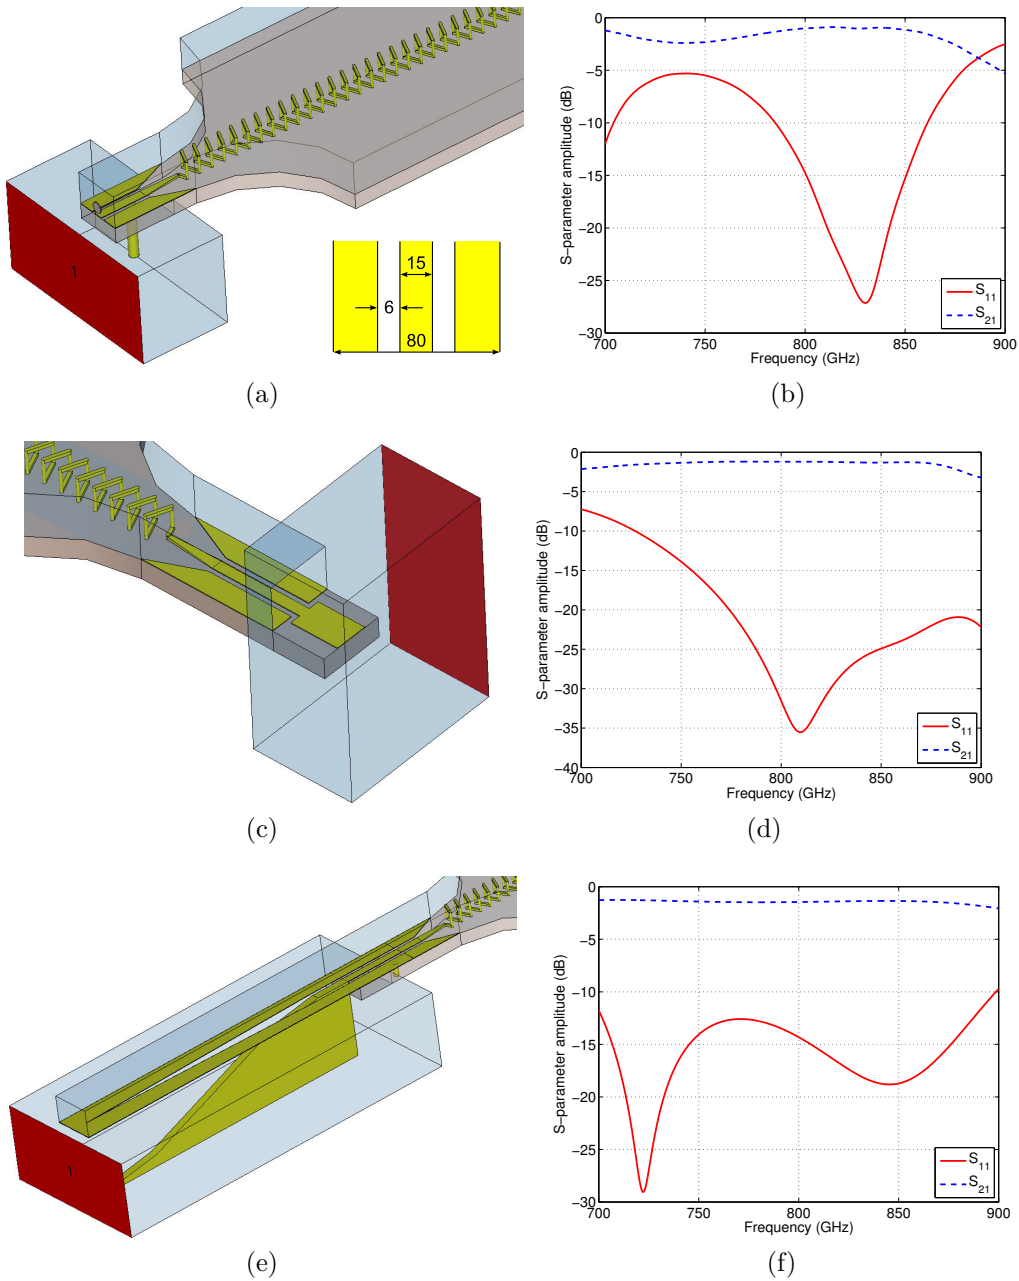 1
15
6
80
(a)
0
−5
−10
−15
−20
−25
−30
700 750 800 850 900
S−parameter amplitude (dB)
Frequency (GHz)
S11
S21
(b)
(c)
0
−5
−10
−15
−20
−25
−30
−35
−40
700 750 800 850 900
S−parameter amplitude (dB)
Frequency (GHz)
S11
S21
(d)
1
(e)
0
−5
−10
−15
−20
−25
−30
700 750 800 850 900
S−parameter amplitude (dB)
Frequency (GHz)
S11
S21
(f)